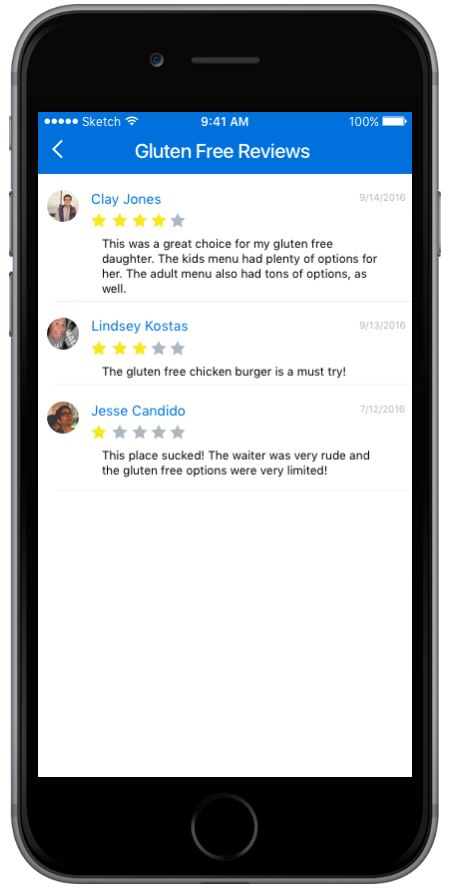 Sketch 9:41 AM 100%
Gluten Free Reviews
Clay Jones 9/14/2016
This was a great choice for my gluten free
daughter. The kids menu had plenty of options for
her. The adult menu also had tons of options, as
well.
Lindsey Kostas 9/13/2016
The gluten free chicken burger is a must try!
Jesse Candido 7/12/2016
This place sucked! The waiter was very rude and
the gluten free options were very limited!